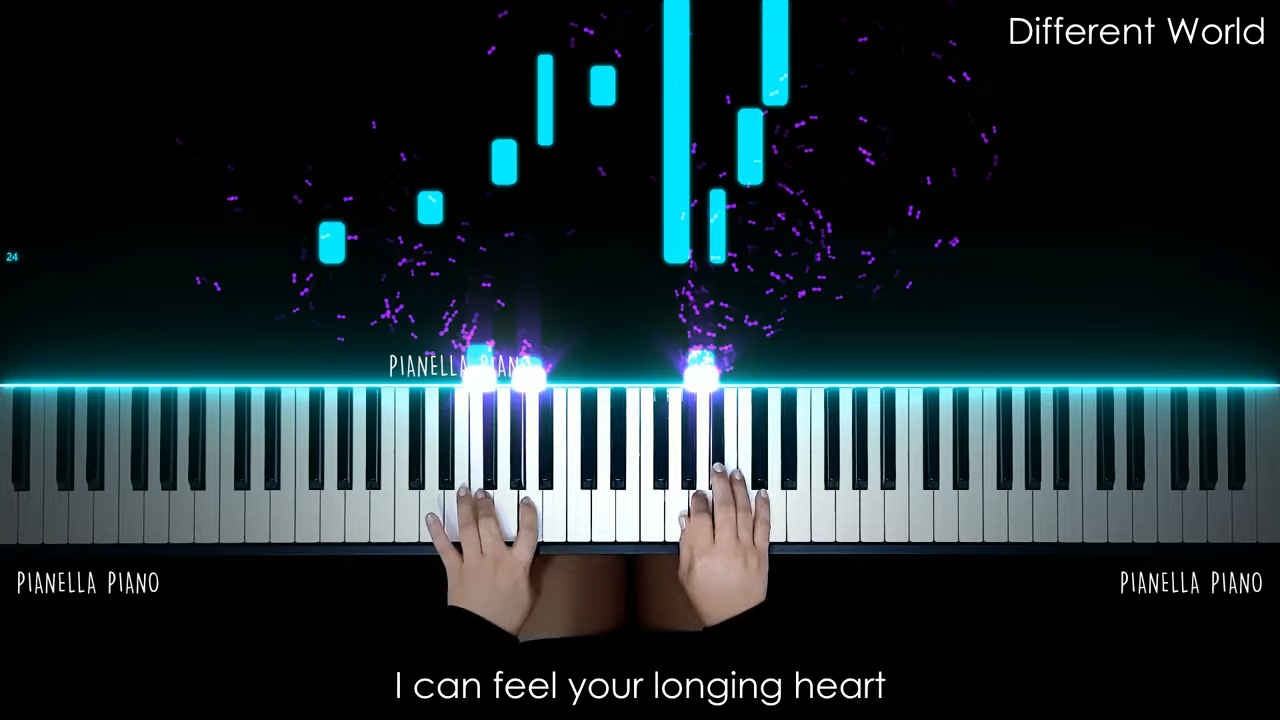 Different World
24
PIANELLA PIANO
PIANELLA PIANO
PIANELLA PIANO
I can feel your longing heart